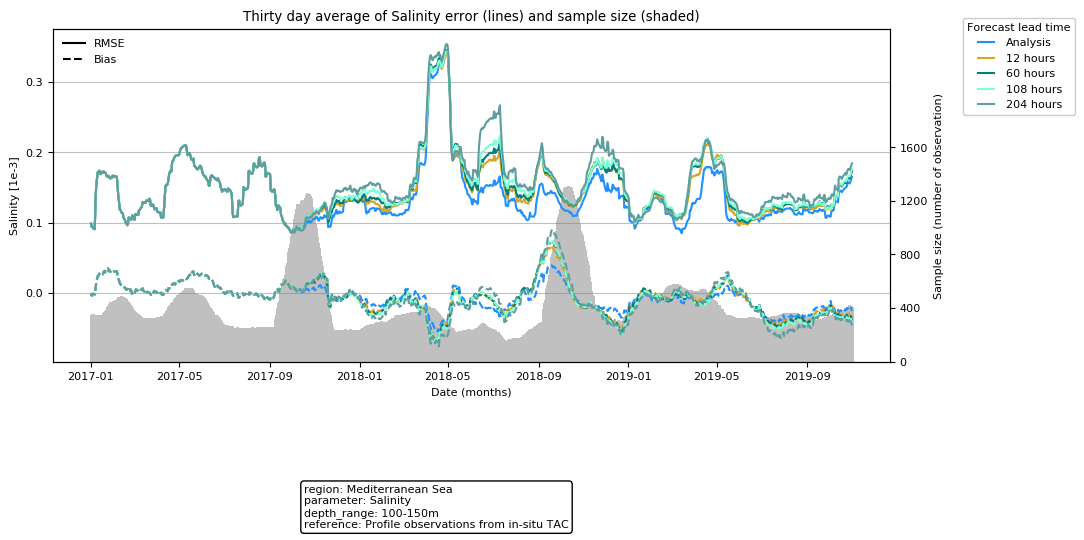 Thirty day average of Salinity error (lines) and sample size (shaded)
RMSE
Bias
Forecast lead time
Analysis
12 hours
60 hours
108 hours
204 hours
Salinity [1e-3]
0.3
0.2
0.1
0.0
Sample size (number of observation)
1600
1200
800
400
0
2017-01 2017-05 2017-09 2018-01 2018-05 2018-09 2019-01 2019-05 2019-09
Date (months)
region: Mediterranean Sea
parameter: Salinity
depth_range: 100-150m
reference: Profile observations from in-situ TAC